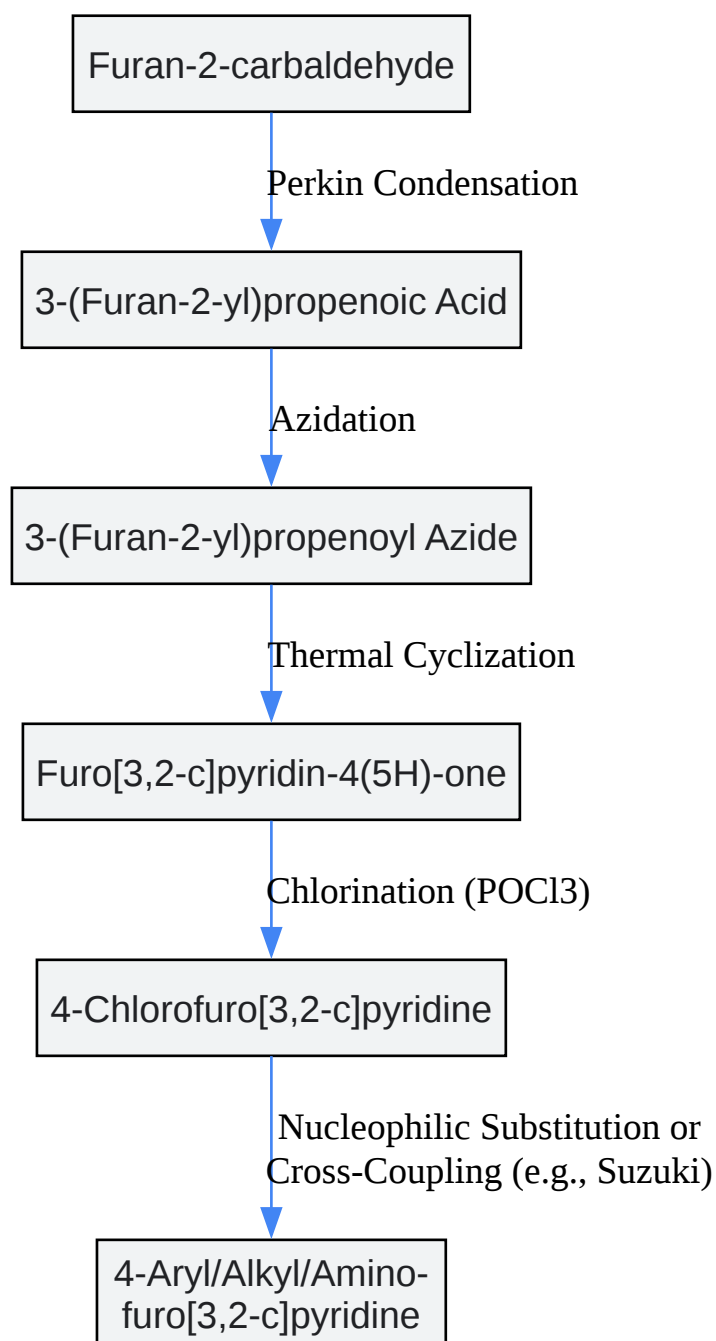 Furan-2-carbaldehyde
Perkin Condensation
3-(Furan-2-yl)propenoic Acid
Azidation
3-(Furan-2-yl)propenoyl Azide
Thermal Cyclization
Furo[3,2-c]pyridin-4(5H)-one
Chlorination (POCl3)
4-Chlorofuro[3,2-c]pyridine
Nucleophilic Substitution or
Cross-Coupling (e.g., Suzuki)
4-Aryl/Alkyl/Amino-
furo[3,2-c]pyridine